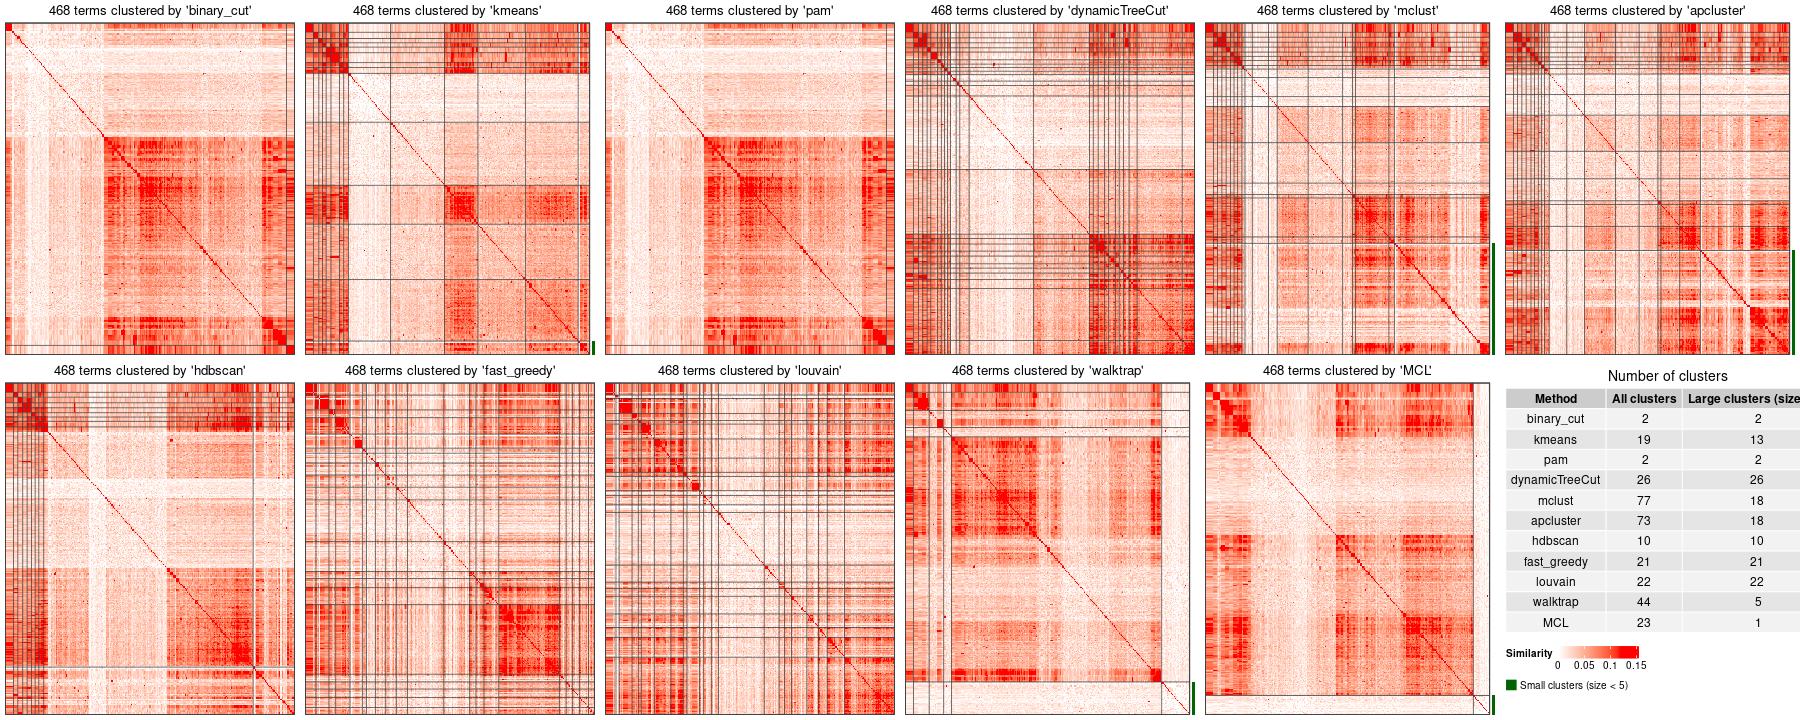 468 terms clustered by 'binary_cut'
468 terms clustered by 'kmeans'
468 terms clustered by 'pam'
468 terms clustered by 'dynamicTreeCut'
468 terms clustered by 'mclust'
468 terms clustered by 'apcluster'
468 terms clustered by 'hdbscan'
468 terms clustered by 'fast_greedy'
468 terms clustered by 'louvain'
468 terms clustered by 'walktrap'
468 terms clustered by 'MCL'
Number of clusters
Method All clusters Large clusters (size
binary_cut 2 2
kmeans 19 13
pam 2 2
dynamicTreeCut 26 26
mclust 77 18
apcluster 73 18
hdbscan 10 10
fast_greedy 21 21
louvain 22 22
walktrap 44 5
MCL 23 1
Similarity
0 0.05 0.1 0.15
Small clusters (size < 5)